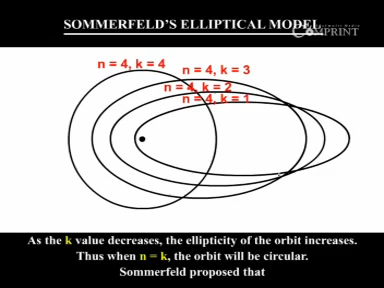 SOMMERFELD'S ELLIPTICAL MODEL
COMPRINT
n = 4, k = 4
n = 4, k = 3
n = 4, k = 2
n = 4, k = 1
As the k value decreases, the ellipticity of the orbit increases.
Thus when n = k, the orbit will be circular.
Sommerfeld proposed that